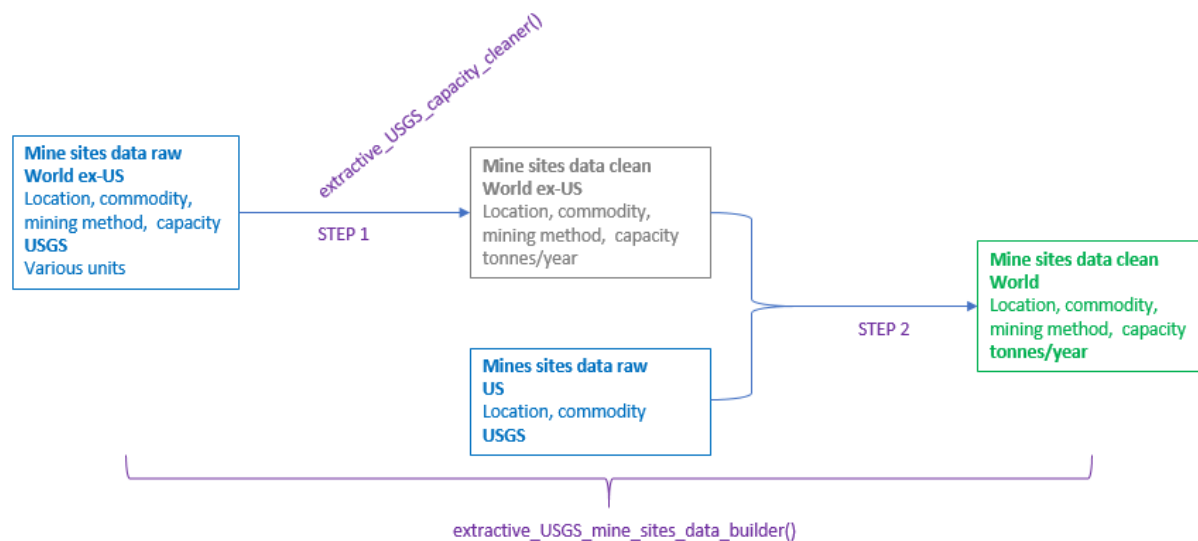 extractive_USGS_capacity_cleaner()
Mine sites data raw
World ex-US
Location, commodity,
mining method, capacity
USGS
Various units
STEP 1
Mine sites data clean
World ex-US
Location, commodity,
mining method, capacity
tonnes/year
Mines sites data raw
US
Location, commodity
USGS
STEP 2
Mine sites data clean
World
Location, commodity,
mining method, capacity
tonnes/year
extractive_USGS_mine_sites_data_builder()